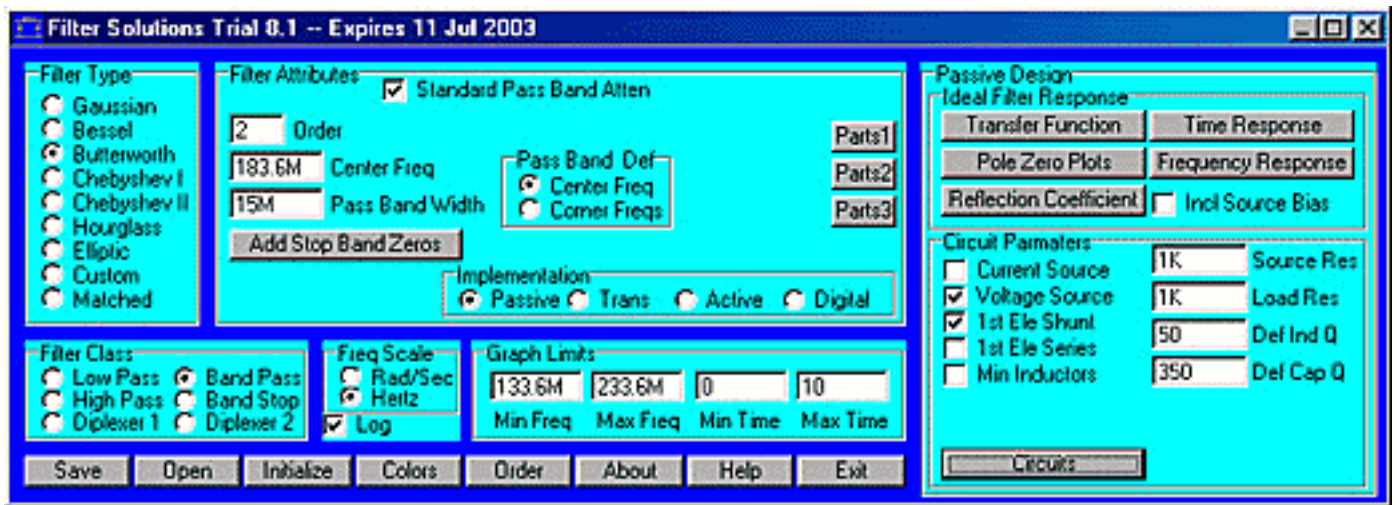 Filter Solutions Trial 8.1 -- Expires 11 Jul 2003
Filter Type
Gaussian
Bessel
Butterworth
Chebyshev I
Chebyshev II
Hourglass
Elliptic
Custom
Matched
Filter Attributes
Standard Pass Band Atten
2 Order
183.6M Center Freq
15M Pass Band Width
Add Stop Band Zeros
Pass Band Def
Center Freq
Corner Freqs
Parts1
Parts2
Parts3
Implementation
Passive Trans Active Digital
Filter Class
Low Pass Band Pass
High Pass Band Stop
Diplexer 1 Diplexer 2
Freq Scale
Rad/Sec
Hertz
Log
Graph Limits
133.6M 233.6M 0 10
Min Freq Max Freq Min Time Max Time
Save Open Initialize Colors Order About Help Exit
Passive Design
Ideal Filter Response
Transfer Function Time Response
Pole Zero Plots Frequency Response
Reflection Coefficient Incl Source Bias
Circuit Parmaters
Current Source
Voltage Source
1st Ele Shunt
1st Ele Series
Min Inductors
1K Source Res
1K Load Res
50 Def Ind Q
350 Def Cap Q
Circuits